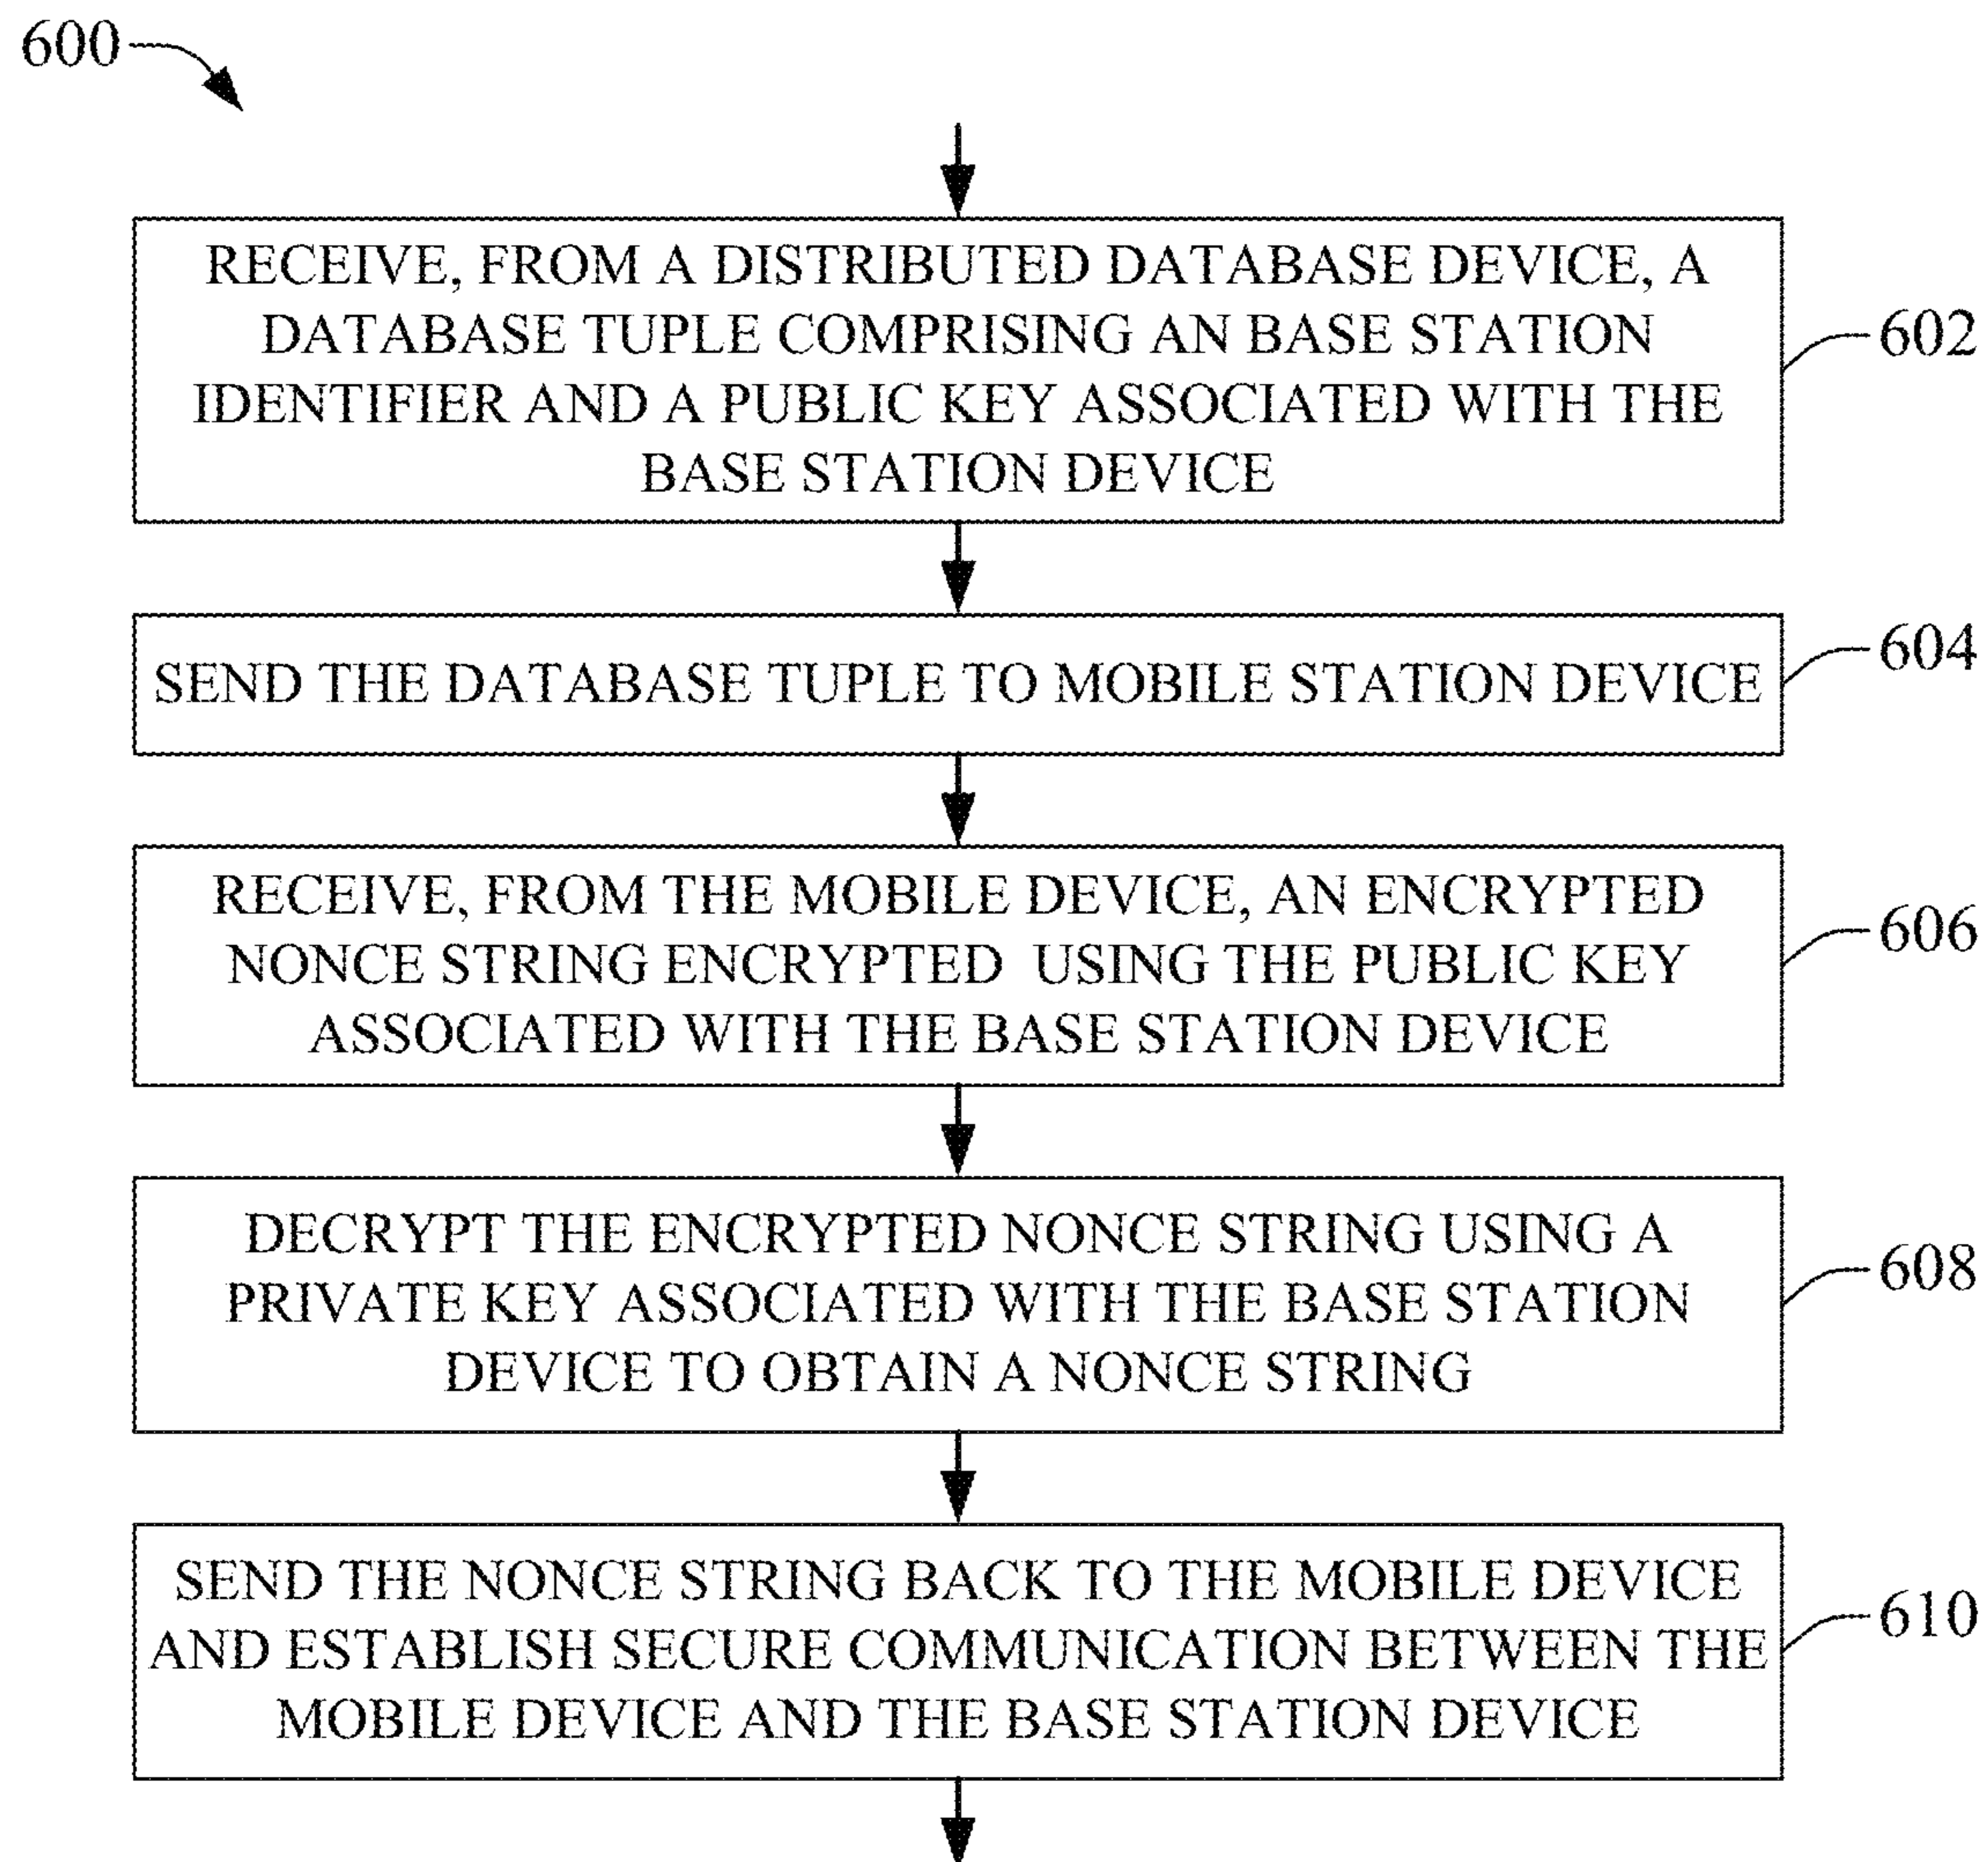 600
RECEIVE, FROM A DISTRIBUTED DATABASE DEVICE, A
DATABASE TUPLE COMPRISING AN BASE STATION
IDENTIFIER AND A PUBLIC KEY ASSOCIATED WITH THE
BASE STATION DEVICE
602
SEND THE DATABASE TUPLE TO MOBILE STATION DEVICE
604
RECEIVE, FROM THE MOBILE DEVICE, AN ENCRYPTED
NONCE STRING ENCRYPTED USING THE PUBLIC KEY
ASSOCIATED WITH THE BASE STATION DEVICE
606
DECRYPT THE ENCRYPTED NONCE STRING USING A
PRIVATE KEY ASSOCIATED WITH THE BASE STATION
DEVICE TO OBTAIN A NONCE STRING
608
SEND THE NONCE STRING BACK TO THE MOBILE DEVICE
AND ESTABLISH SECURE COMMUNICATION BETWEEN THE
MOBILE DEVICE AND THE BASE STATION DEVICE
610